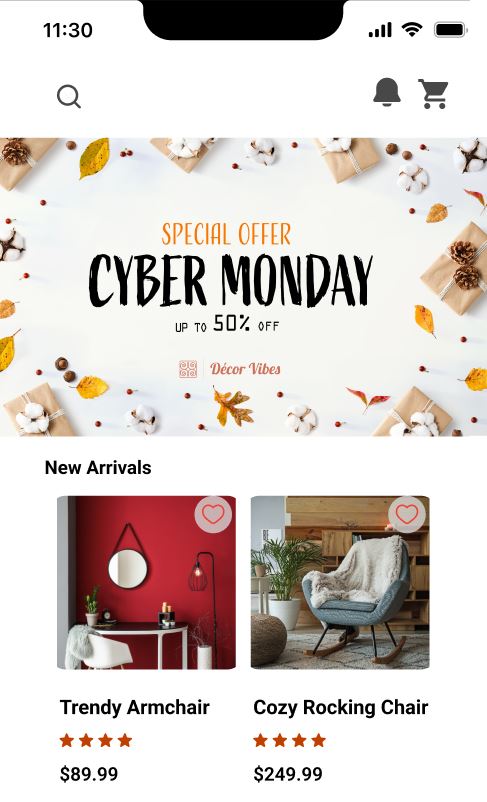 11:30
SPECIAL OFFER
CYBER MONDAY
UP TO 50% OFF
Décor Vibes
New Arrivals
Trendy Armchair
Cozy Rocking Chair
$89.99
$249.99